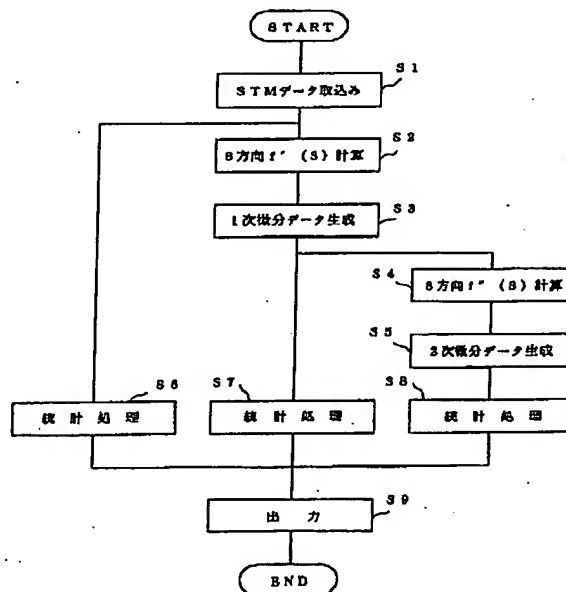 START
S1
STMデータ取込み
S2
8方向f'(S)計算
S3
1次微分データ生成
S4
8方向f"(S)計算
S5
2次微分データ生成
S6
統計処理
S7
統計処理
S8
統計処理
S9
出力
END